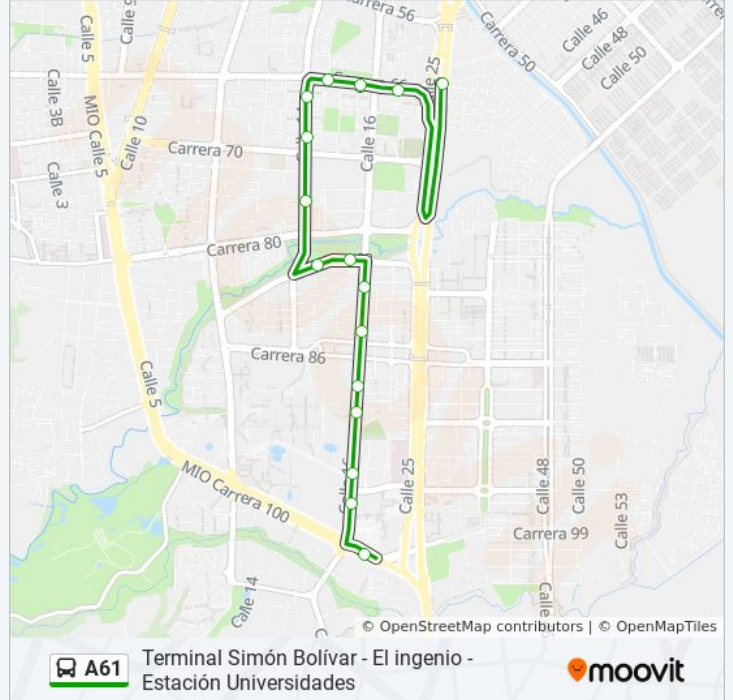 Carrera 56
Calle 9
Calle 5
Calle 46
Carrera 50
Calle 48
Calle 50
Calle 3B
MIO Calle 5
Calle 10
Calle 16
Carrera 70
Calle 3
Carrera 80
Carrera 86
Calle 5
MIO Carrera 100
Calle 25
Calle 48
Calle 50
Calle 53
Carrera 99
Calle 14
© OpenStreetMap contributors | © OpenMapTiles
A61
Terminal Simón Bolívar - El ingenio -
Estación Universidades
moovit